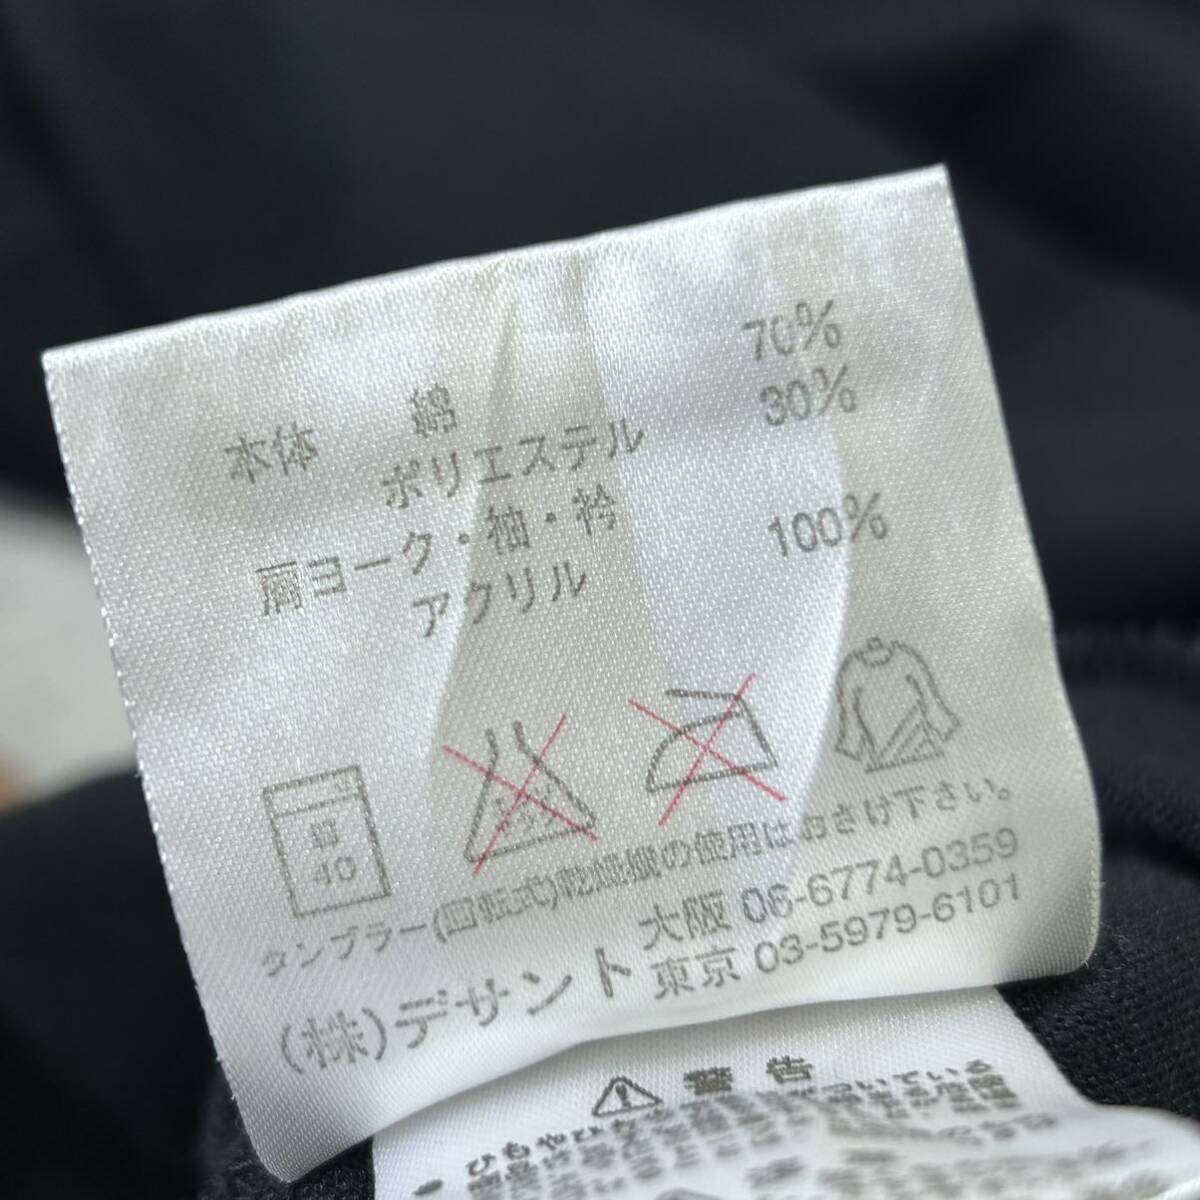 本体 綿 70%
ポリエステル 30%
肩ヨーク・袖・衿
アクリル 100%
弱
40
タンブラー(回転式)乾燥機の使用はおさけ下さい。
(株)デサント
大阪 06-6774-0359
東京 03-5979-6101
警告
ひもや